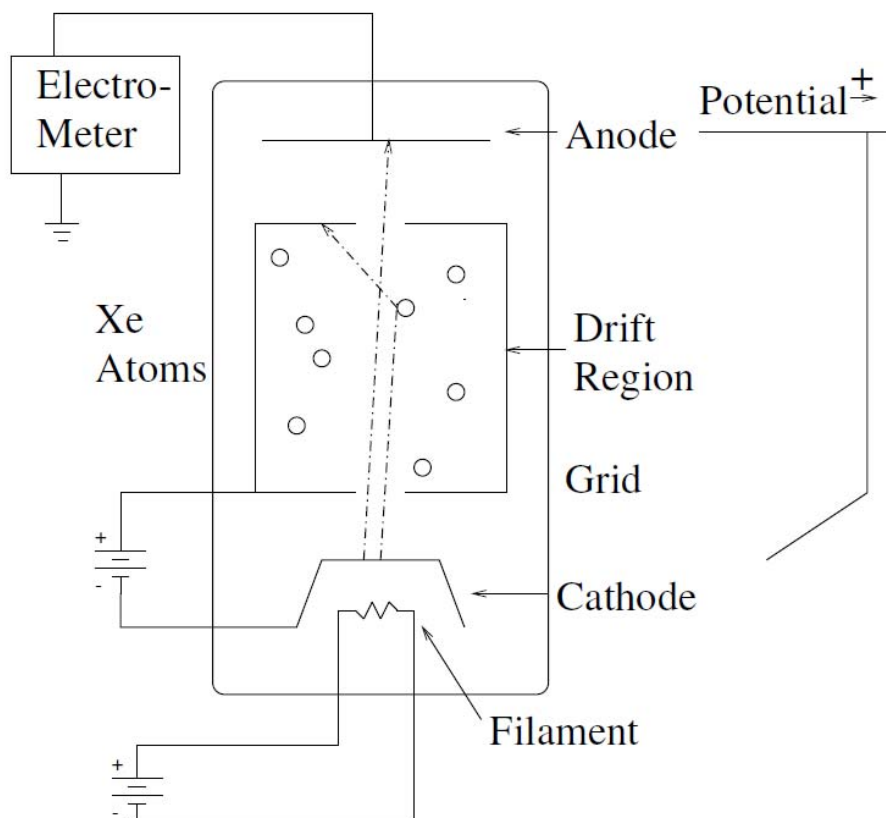 Electro-
Meter
+
Potential
Anode
Xe
Atoms
Drift
Region
Grid
+
-
Cathode
Filament
+
-